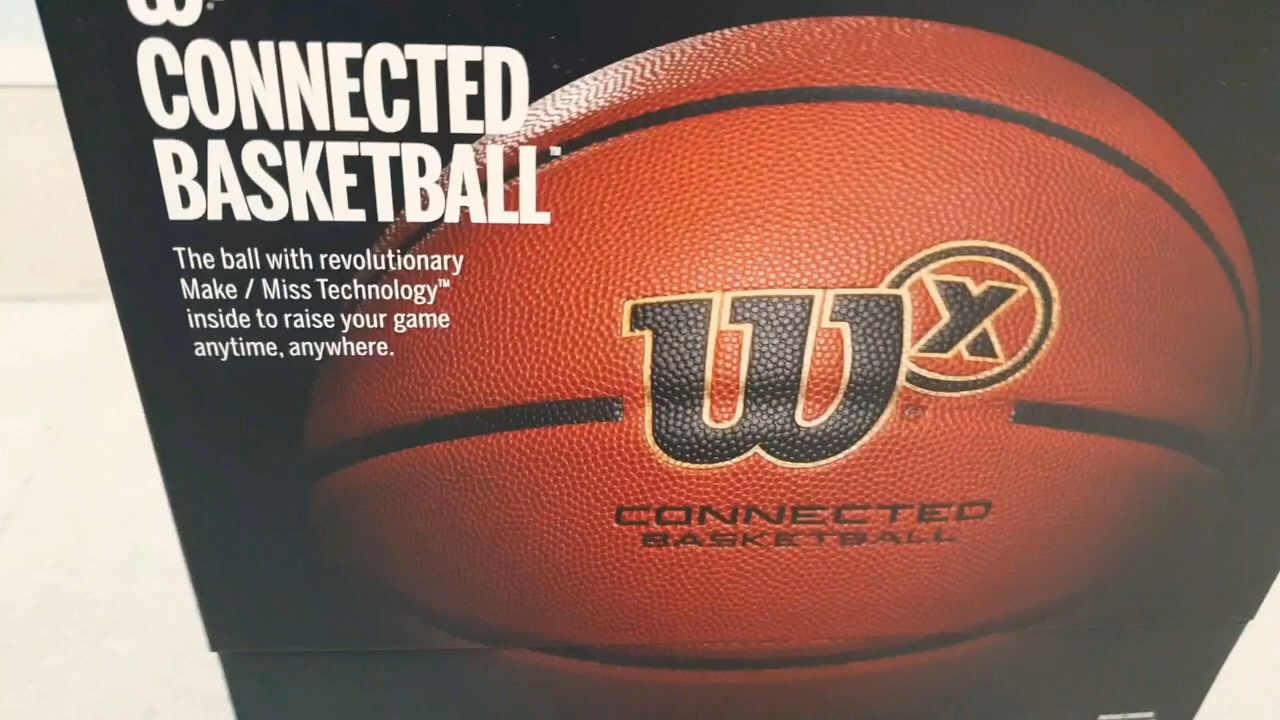 CONNECTED
BASKETBALL
The ball with revolutionary
Make / Miss Technology™
inside to raise your game
anytime, anywhere.
W X
CONNECTED
BASKETBALL